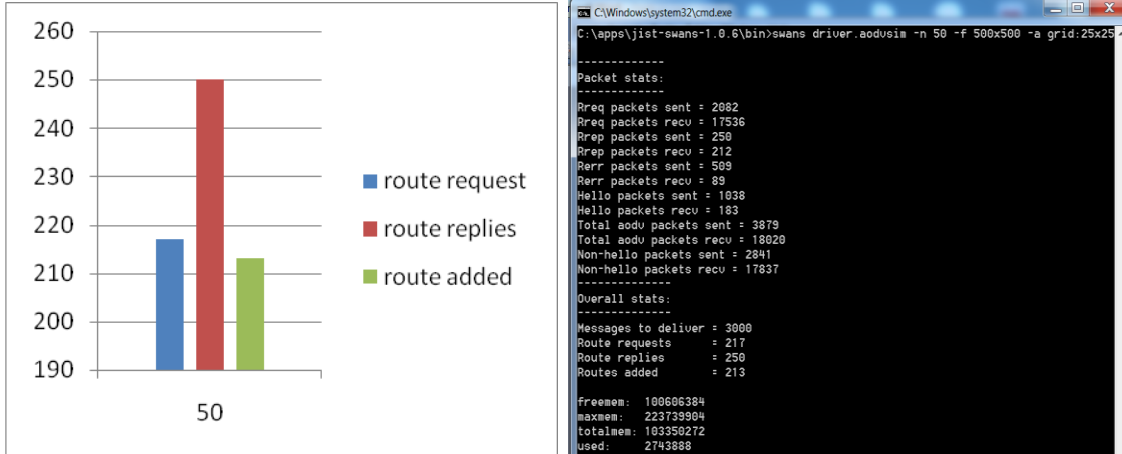 260
250
240
230
220
210
200
190
50
route request
route replies
route added
C:\Windows\system32\cmd.exe
C:\apps\jist-swans-1.0.6\bin>swans driver.aodvsim -n 50 -f 500x500 -a grid:25x25
-------------
Packet stats:
-------------
Rreq packets sent = 2082
Rreq packets recv = 17536
Rrep packets sent = 250
Rrep packets recv = 212
Rerr packets sent = 509
Rerr packets recv = 89
Hello packets sent = 1038
Hello packets recv = 183
Total aodv packets sent = 3879
Total aodv packets recv = 18020
Non-hello packets sent = 2841
Non-hello packets recv = 17837
--------------
Overall stats:
--------------
Messages to deliver = 3000
Route requests      = 217
Route replies       = 250
Routes added        = 213
freemem:  100606384
maxmem:   223739904
totalmem: 103350272
used:     2743888